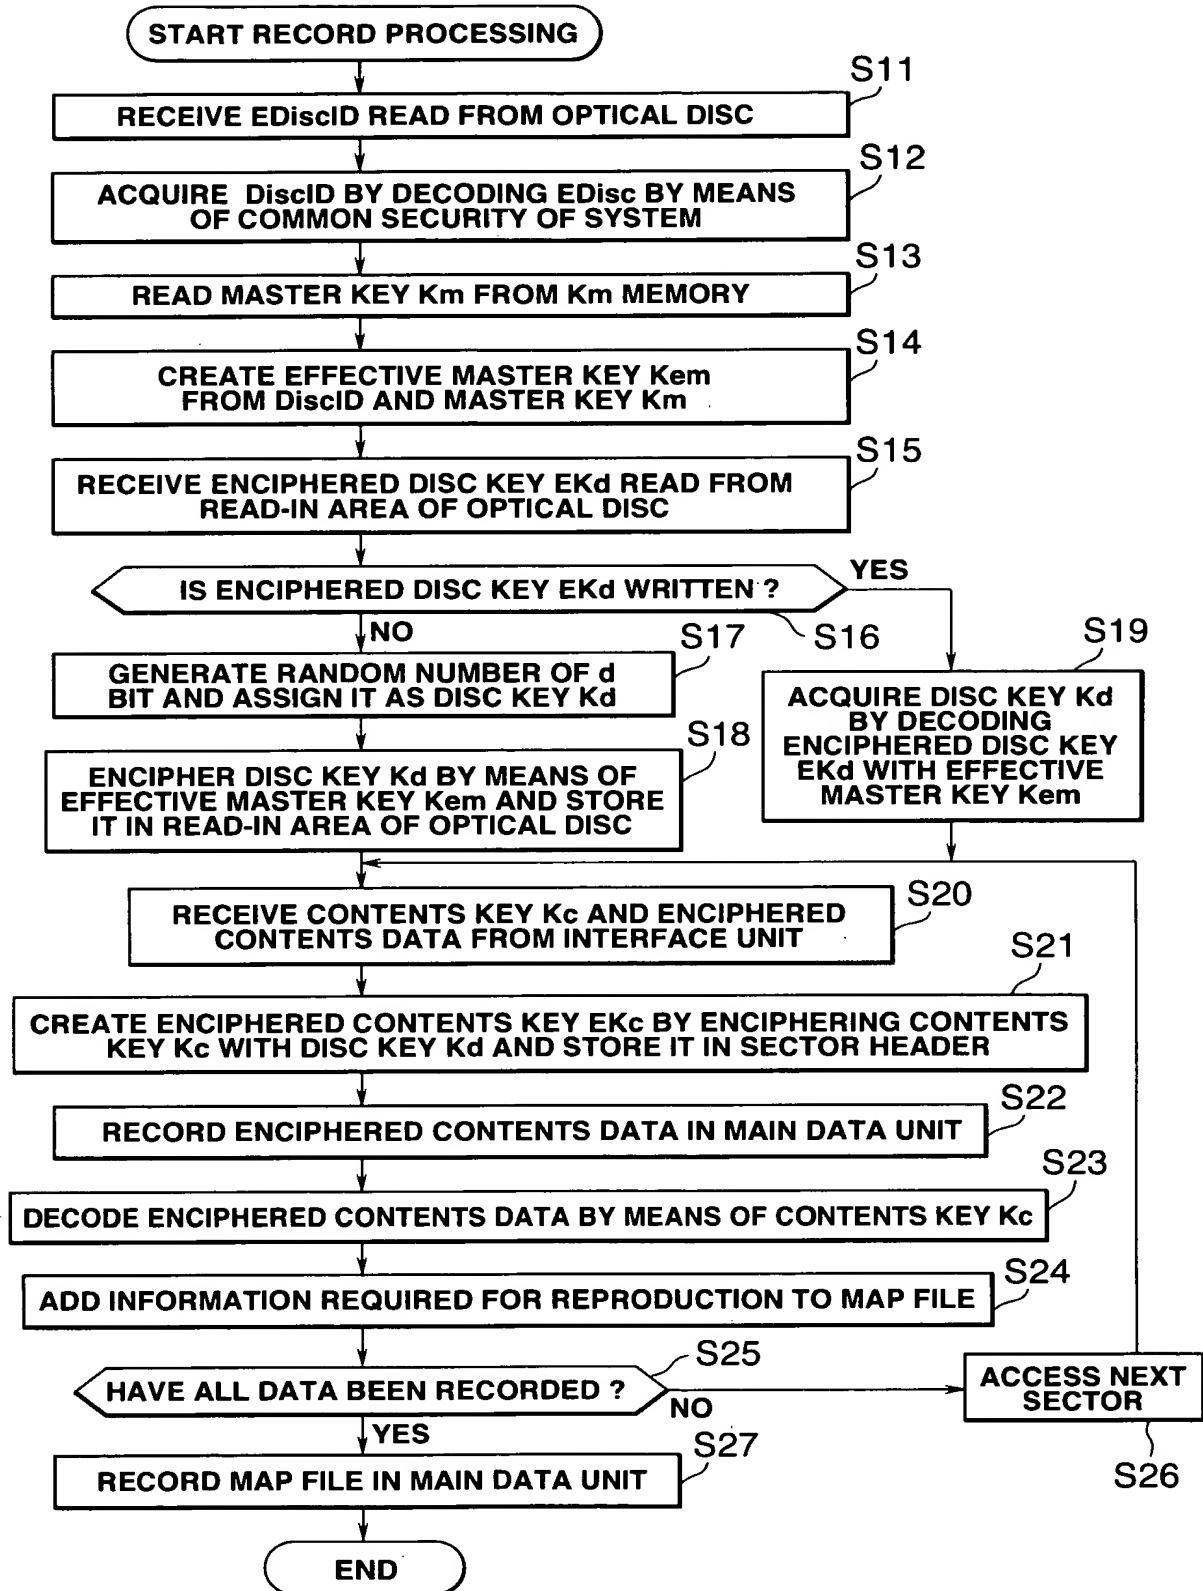 START RECORD PROCESSING
S11
RECEIVE EDiscID READ FROM OPTICAL DISC
S12
ACQUIRE DiscID BY DECODING EDisc BY MEANS
OF COMMON SECURITY OF SYSTEM
S13
READ MASTER KEY Km FROM Km MEMORY
S14
CREATE EFFECTIVE MASTER KEY Kem
FROM DiscID AND MASTER KEY Km
S15
RECEIVE ENCIPHERED DISC KEY EKd READ FROM
READ-IN AREA OF OPTICAL DISC
IS ENCIPHERED DISC KEY EKd WRITTEN ?
YES
NO
S16
S17
GENERATE RANDOM NUMBER OF d
BIT AND ASSIGN IT AS DISC KEY Kd
S18
ENCIPHER DISC KEY Kd BY MEANS OF
EFFECTIVE MASTER KEY Kem AND STORE
IT IN READ-IN AREA OF OPTICAL DISC
S19
ACQUIRE DISC KEY Kd
BY DECODING
ENCIPHERED DISC KEY
EKd WITH EFFECTIVE
MASTER KEY Kem
S20
RECEIVE CONTENTS KEY Kc AND ENCIPHERED
CONTENTS DATA FROM INTERFACE UNIT
S21
CREATE ENCIPHERED CONTENTS KEY EKc BY ENCIPHERING CONTENTS
KEY Kc WITH DISC KEY Kd AND STORE IT IN SECTOR HEADER
S22
RECORD ENCIPHERED CONTENTS DATA IN MAIN DATA UNIT
S23
DECODE ENCIPHERED CONTENTS DATA BY MEANS OF CONTENTS KEY Kc
S24
ADD INFORMATION REQUIRED FOR REPRODUCTION TO MAP FILE
S25
HAVE ALL DATA BEEN RECORDED ?
NO
YES
ACCESS NEXT
SECTOR
S26
S27
RECORD MAP FILE IN MAIN DATA UNIT
END